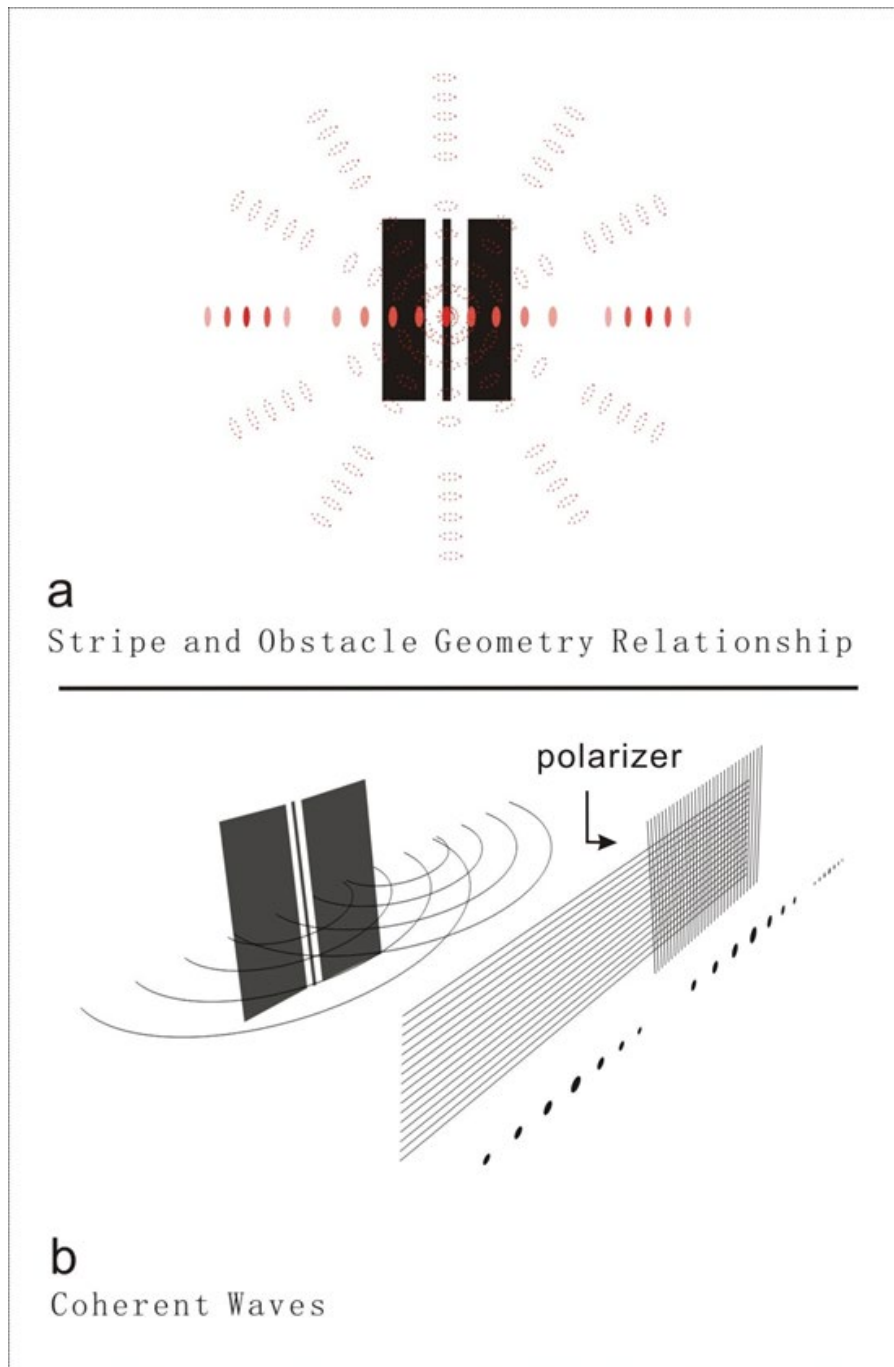 a
Stripe and Obstacle Geometry Relationship
polarizer
b
Coherent Waves